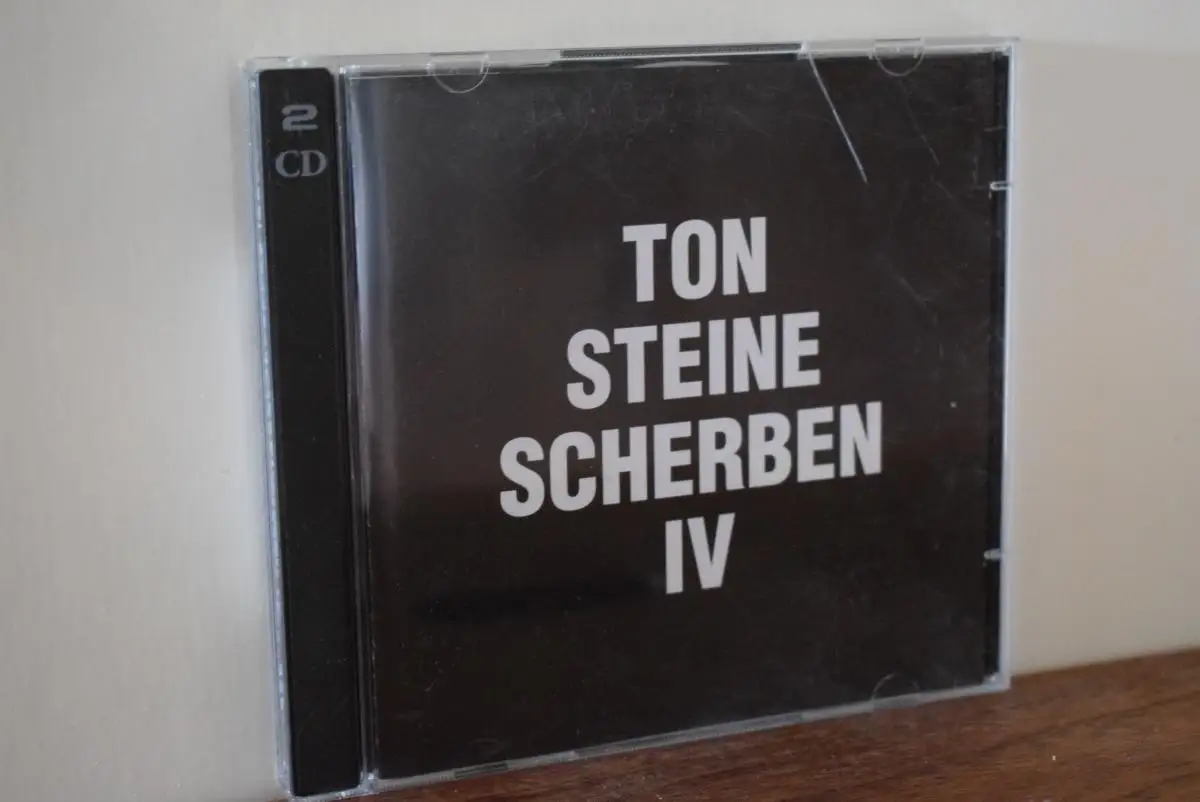 2
CD
TON
STEINE
SCHERBEN
IV